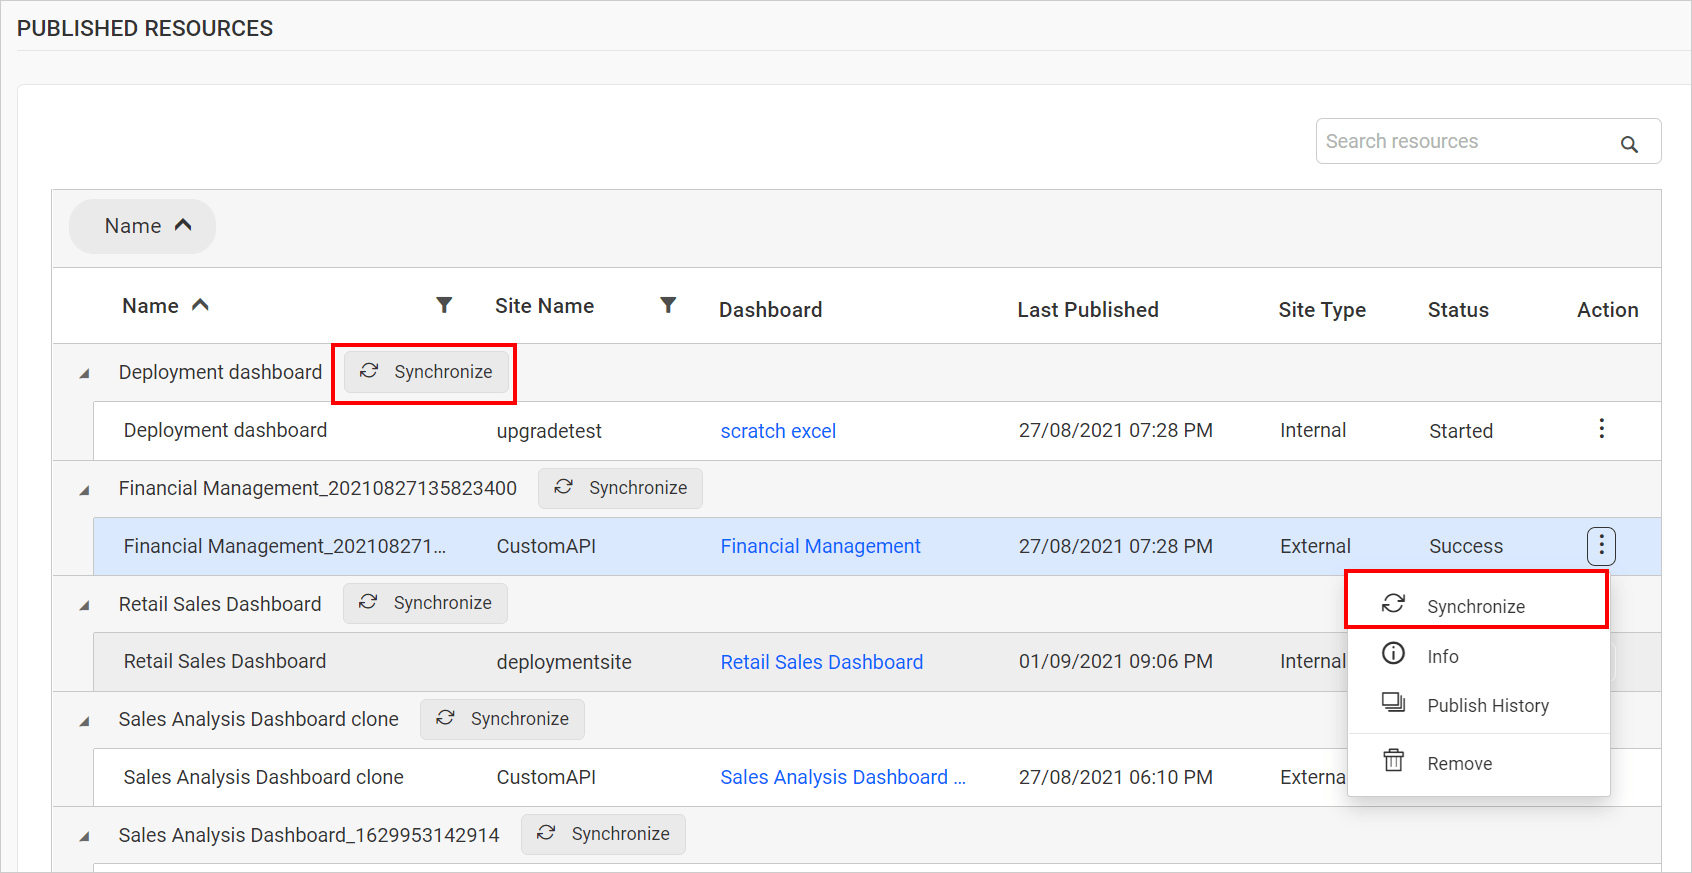 PUBLISHED RESOURCES
Search resources
Name
Name Site Name Dashboard Last Published Site Type Status Action
Deployment dashboard Synchronize
Deployment dashboard upgradetest scratch excel 27/08/2021 07:28 PM Internal Started
Financial Management_20210827135823400 Synchronize
Financial Management_202108271... CustomAPI Financial Management 27/08/2021 07:28 PM External Success
Retail Sales Dashboard Synchronize
Synchronize
Retail Sales Dashboard deploymentsite Retail Sales Dashboard 01/09/2021 09:06 PM Internal
Info
Sales Analysis Dashboard clone Synchronize
Publish History
Sales Analysis Dashboard clone CustomAPI Sales Analysis Dashboard ... 27/08/2021 06:10 PM Externa
Remove
Sales Analysis Dashboard_1629953142914 Synchronize